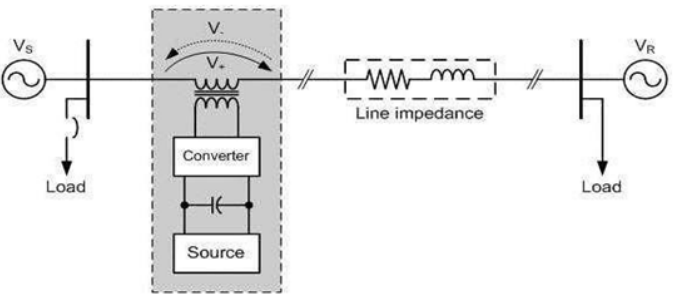 V-
V+
VS
VR
Line impedance
Converter
Load
Load
Source